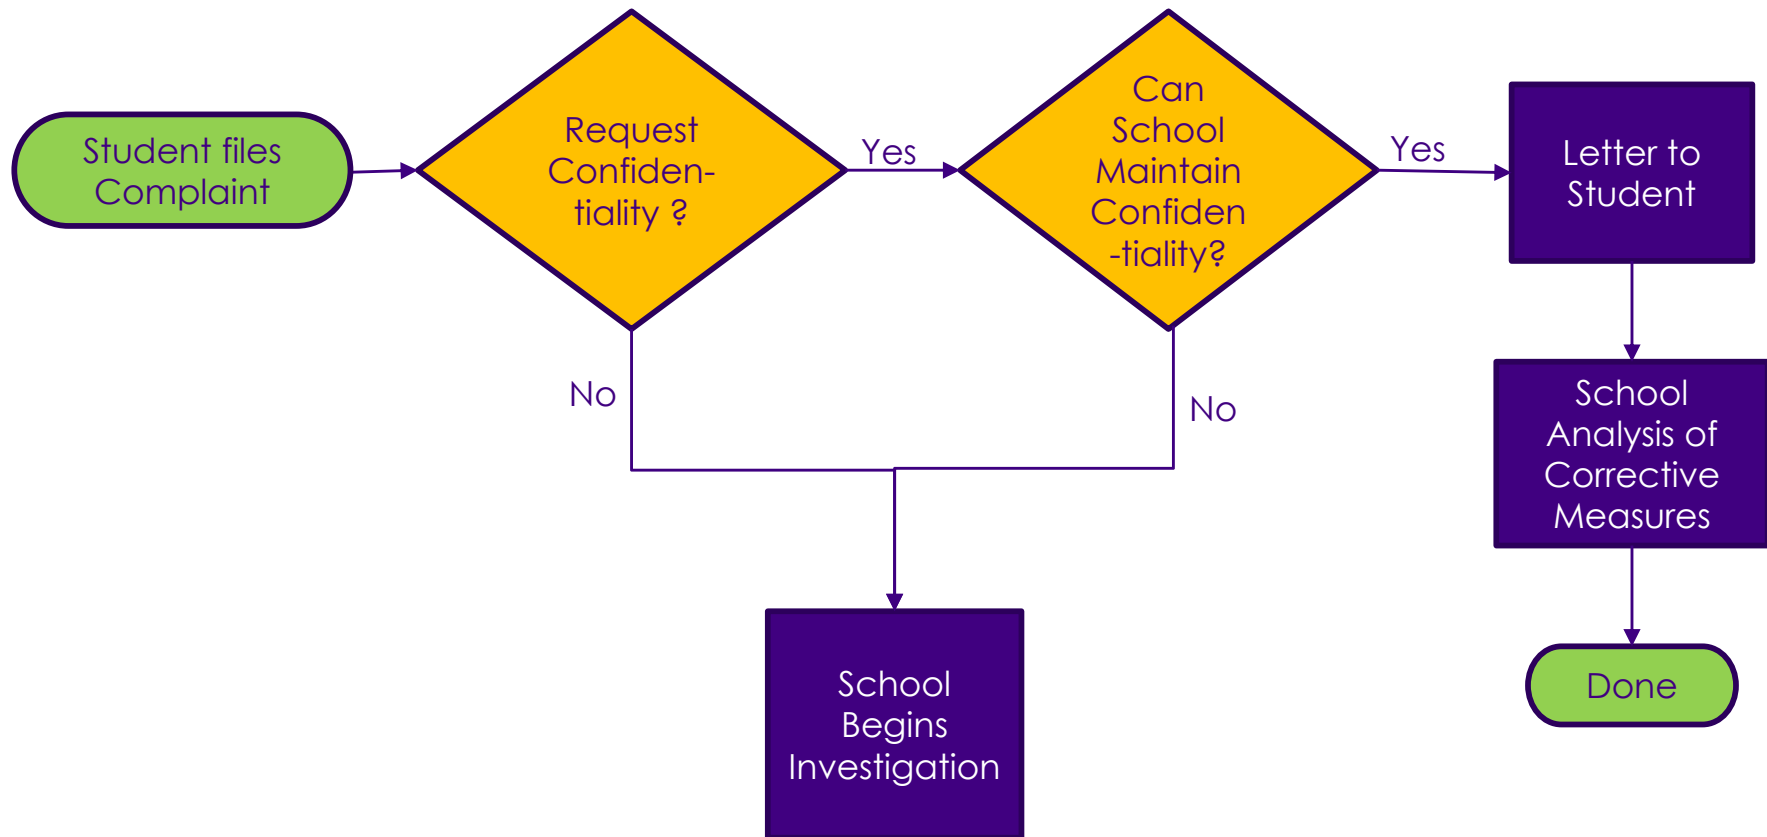 Student files
Complaint
Request
Confiden-
tiality ?
Yes
Can
School
Maintain
Confiden
-tiality?
Yes
Letter to
Student
No
No
School
Analysis of
Corrective
Measures
School
Begins
Investigation
Done